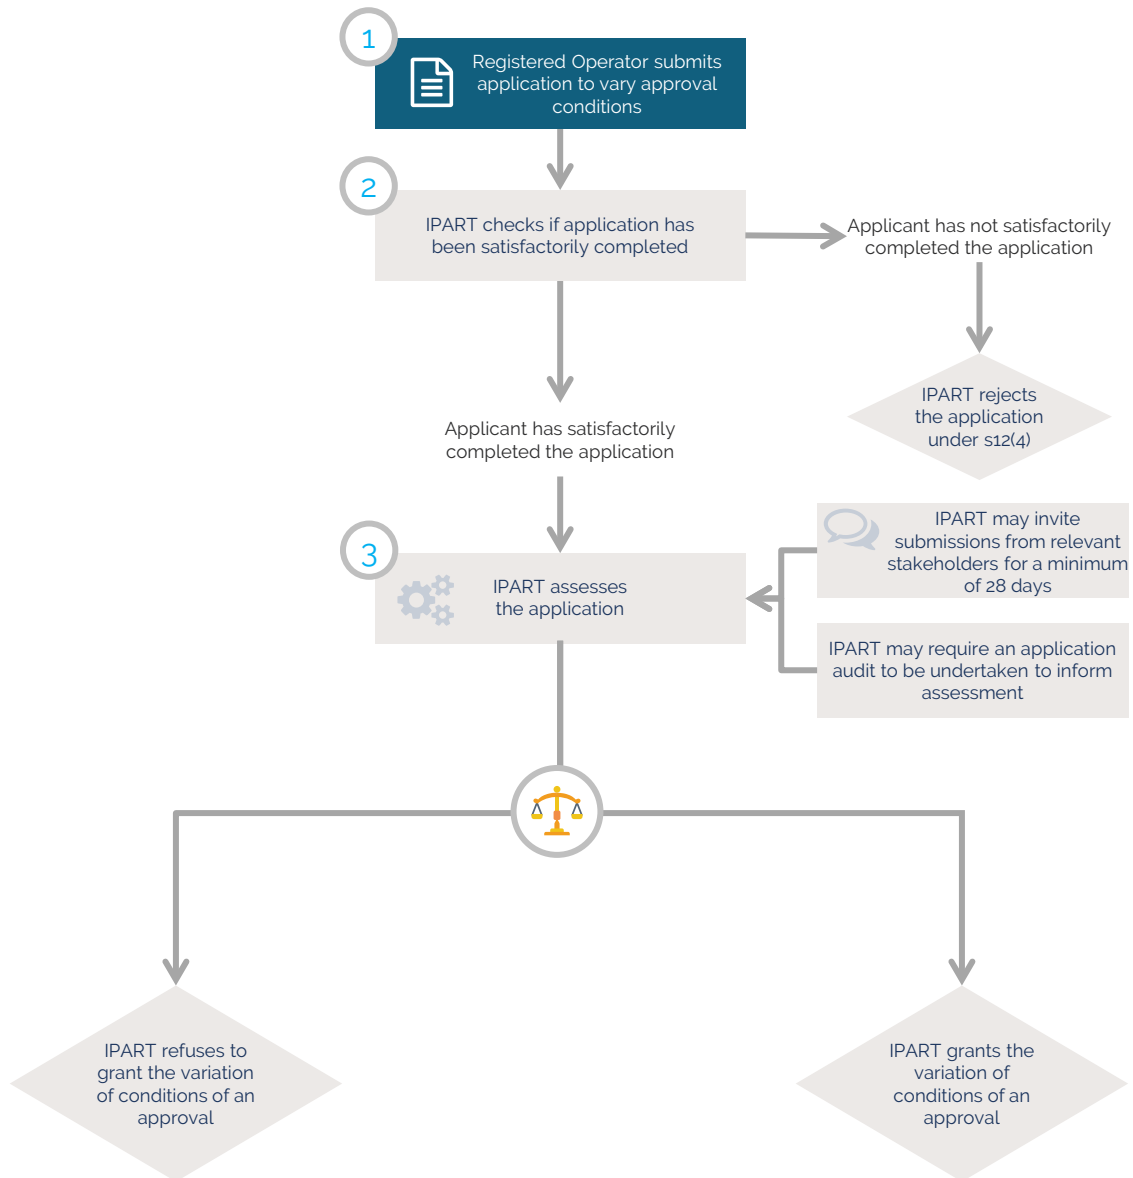 1
Registered Operator submits
application to vary approval
conditions
2
IPART checks if application has
been satisfactorily completed
Applicant has not satisfactorily
completed the application
IPART rejects
the application
under s12(4)
Applicant has satisfactorily
completed the application
3
IPART assesses
the application
IPART may invite
submissions from relevant
stakeholders for a minimum
of 28 days
IPART may require an application
audit to be undertaken to inform
assessment
IPART refuses to
grant the variation
of conditions of an
approval
IPART grants the
variation of
conditions of an
approval